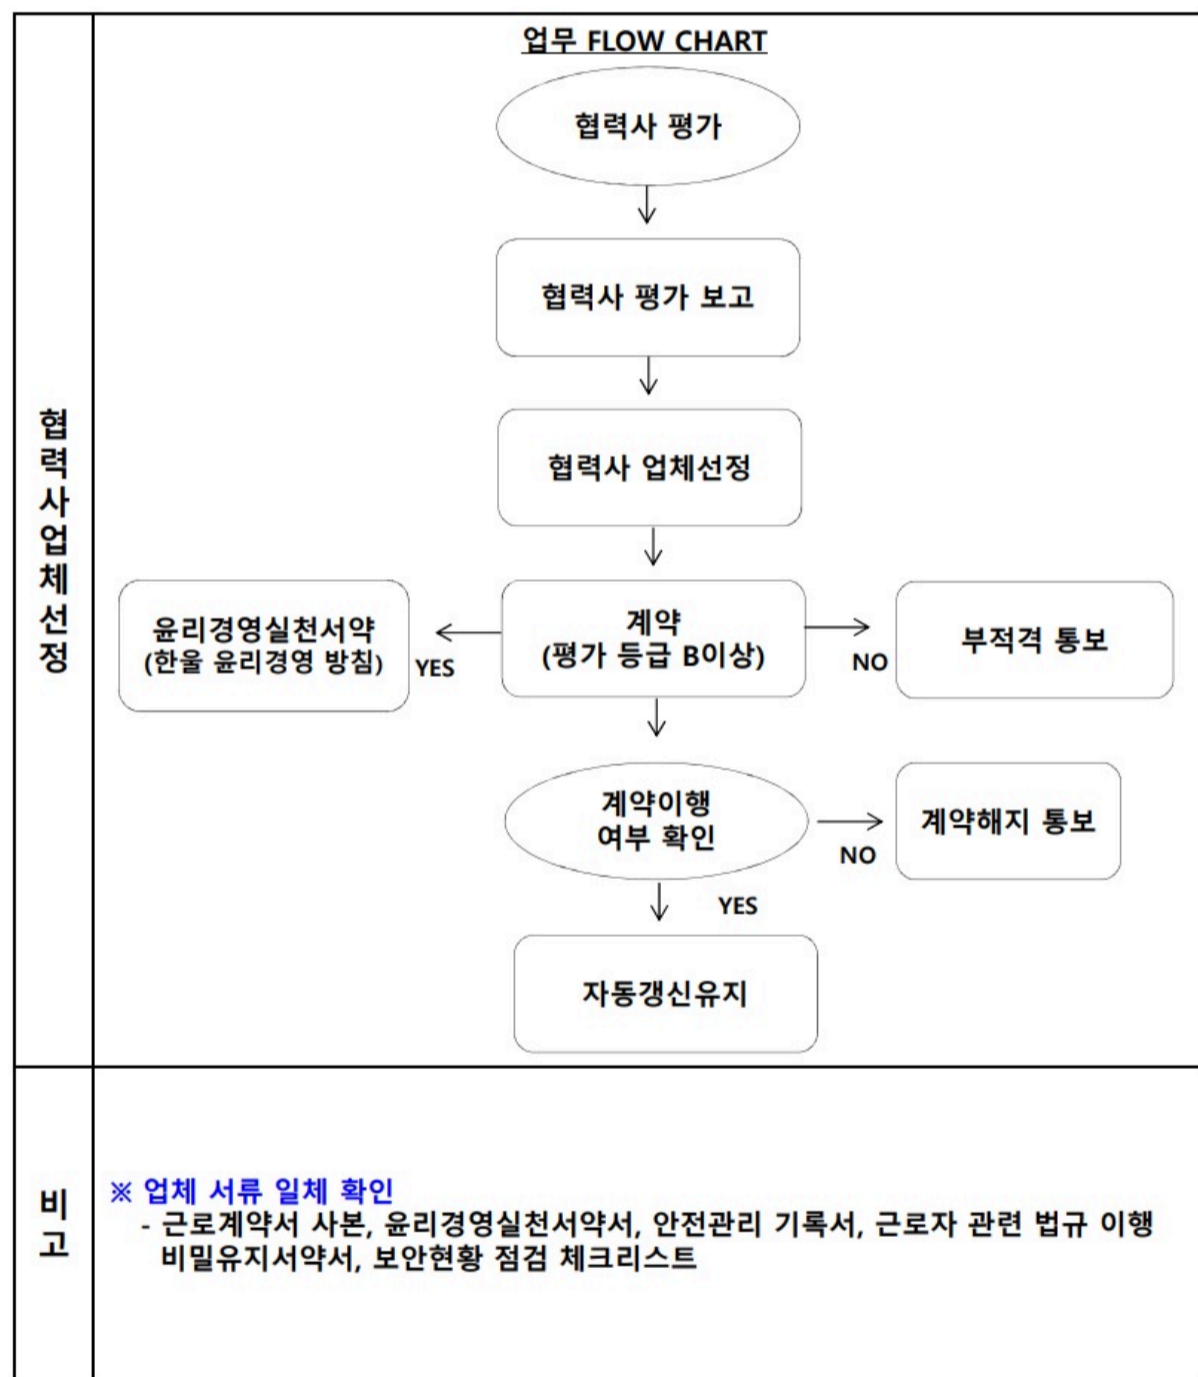 업무 FLOW CHART
협력사 평가
협력사 평가 보고
협력사업체선정
협력사 업체선정
윤리경영실천서약
(한울 윤리경영 방침)
YES
계약
(평가 등급 B이상)
NO
부적격 통보
계약이행
여부 확인
NO
계약해지 통보
YES
자동갱신유지
비고
※ 업체 서류 일체 확인
- 근로계약서 사본, 윤리경영실천서약서, 안전관리 기록서, 근로자 관련 법규 이행
비밀유지서약서, 보안현황 점검 체크리스트